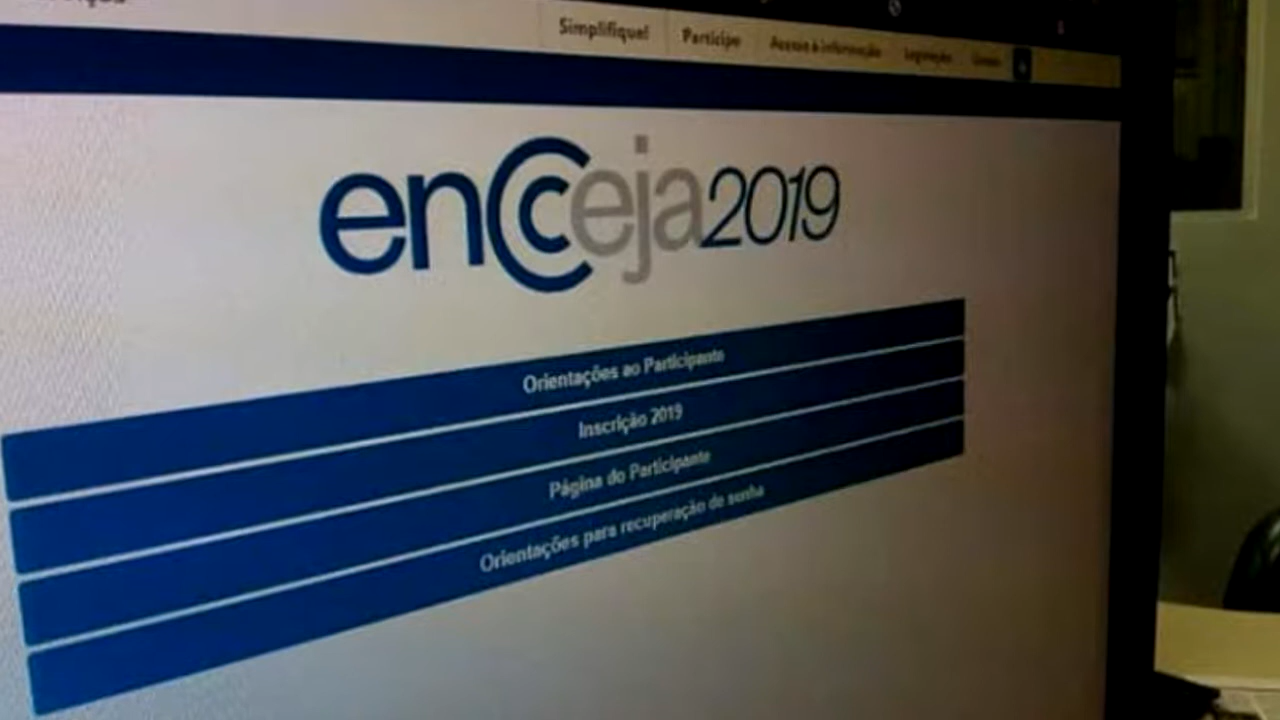 Simplifique! Participe Acesso à informação Legislação Canais
encceja2019
Orientações ao Participante
Inscrição 2019
Página do Participante
Orientações para recuperação de senha